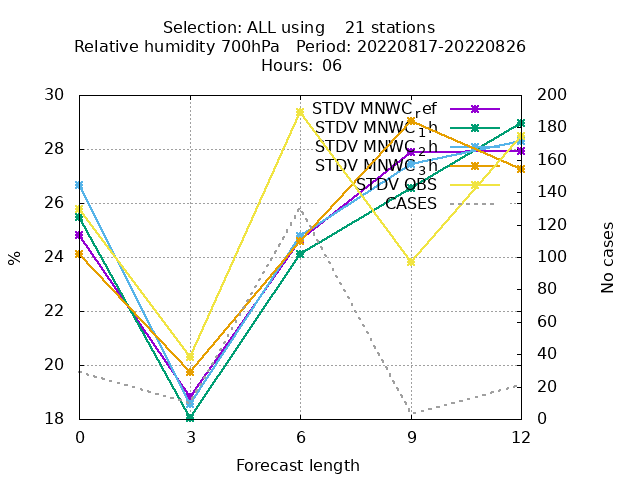 Selection: ALL using 21 stations
Relative humidity 700hPa Period: 20220817-20220826
Hours: 06
STDV MNWC_ref
STDV MNWC_1h
STDV MNWC_2h
STDV MNWC_3h
STDV OBS
CASES
30
28
26
24
22
20
18
%
200
180
160
140
120
100
80
60
40
20
0
No cases
0 3 6 9 12
Forecast length